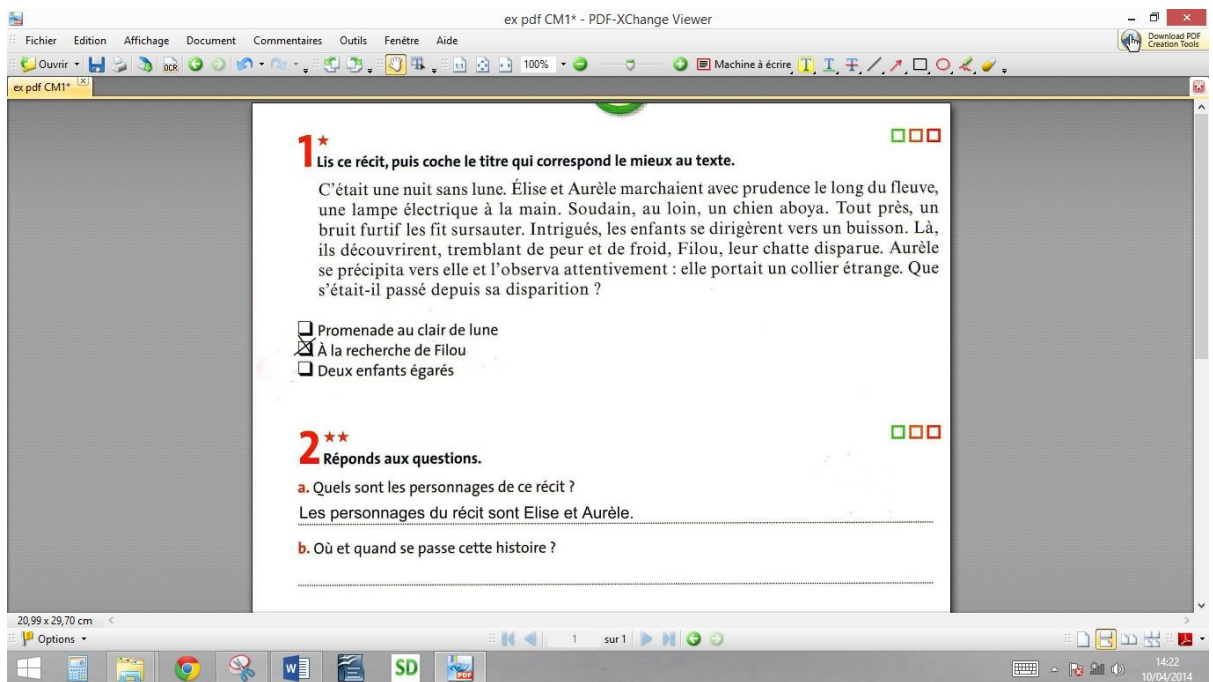 ex pdf CM1* - PDF-XChange Viewer
Fichier Edition Affichage Document Commentaires Outils Fenêtre Aide
Download PDF
Creation Tools
Ouvrir OCR 100% Machine à écrire
ex pdf CM1*
1*
Lis ce récit, puis coche le titre qui correspond le mieux au texte.
C'était une nuit sans lune. Élise et Aurèle marchaient avec prudence le long du fleuve,
une lampe électrique à la main. Soudain, au loin, un chien aboya. Tout près, un
bruit furtif les fit sursauter. Intrigués, les enfants se dirigèrent vers un buisson. Là,
ils découvrirent, tremblant de peur et de froid, Filou, leur chatte disparue. Aurèle
se précipita vers elle et l'observa attentivement : elle portait un collier étrange. Que
s'était-il passé depuis sa disparition ?
Promenade au clair de lune
À la recherche de Filou
Deux enfants égarés
2**
Réponds aux questions.
a. Quels sont les personnages de ce récit ?
Les personnages du récit sont Elise et Aurèle.
b. Où et quand se passe cette histoire ?
20,99 x 29,70 cm
Options 1 sur 1
SD PDF
14:22
10/04/2014